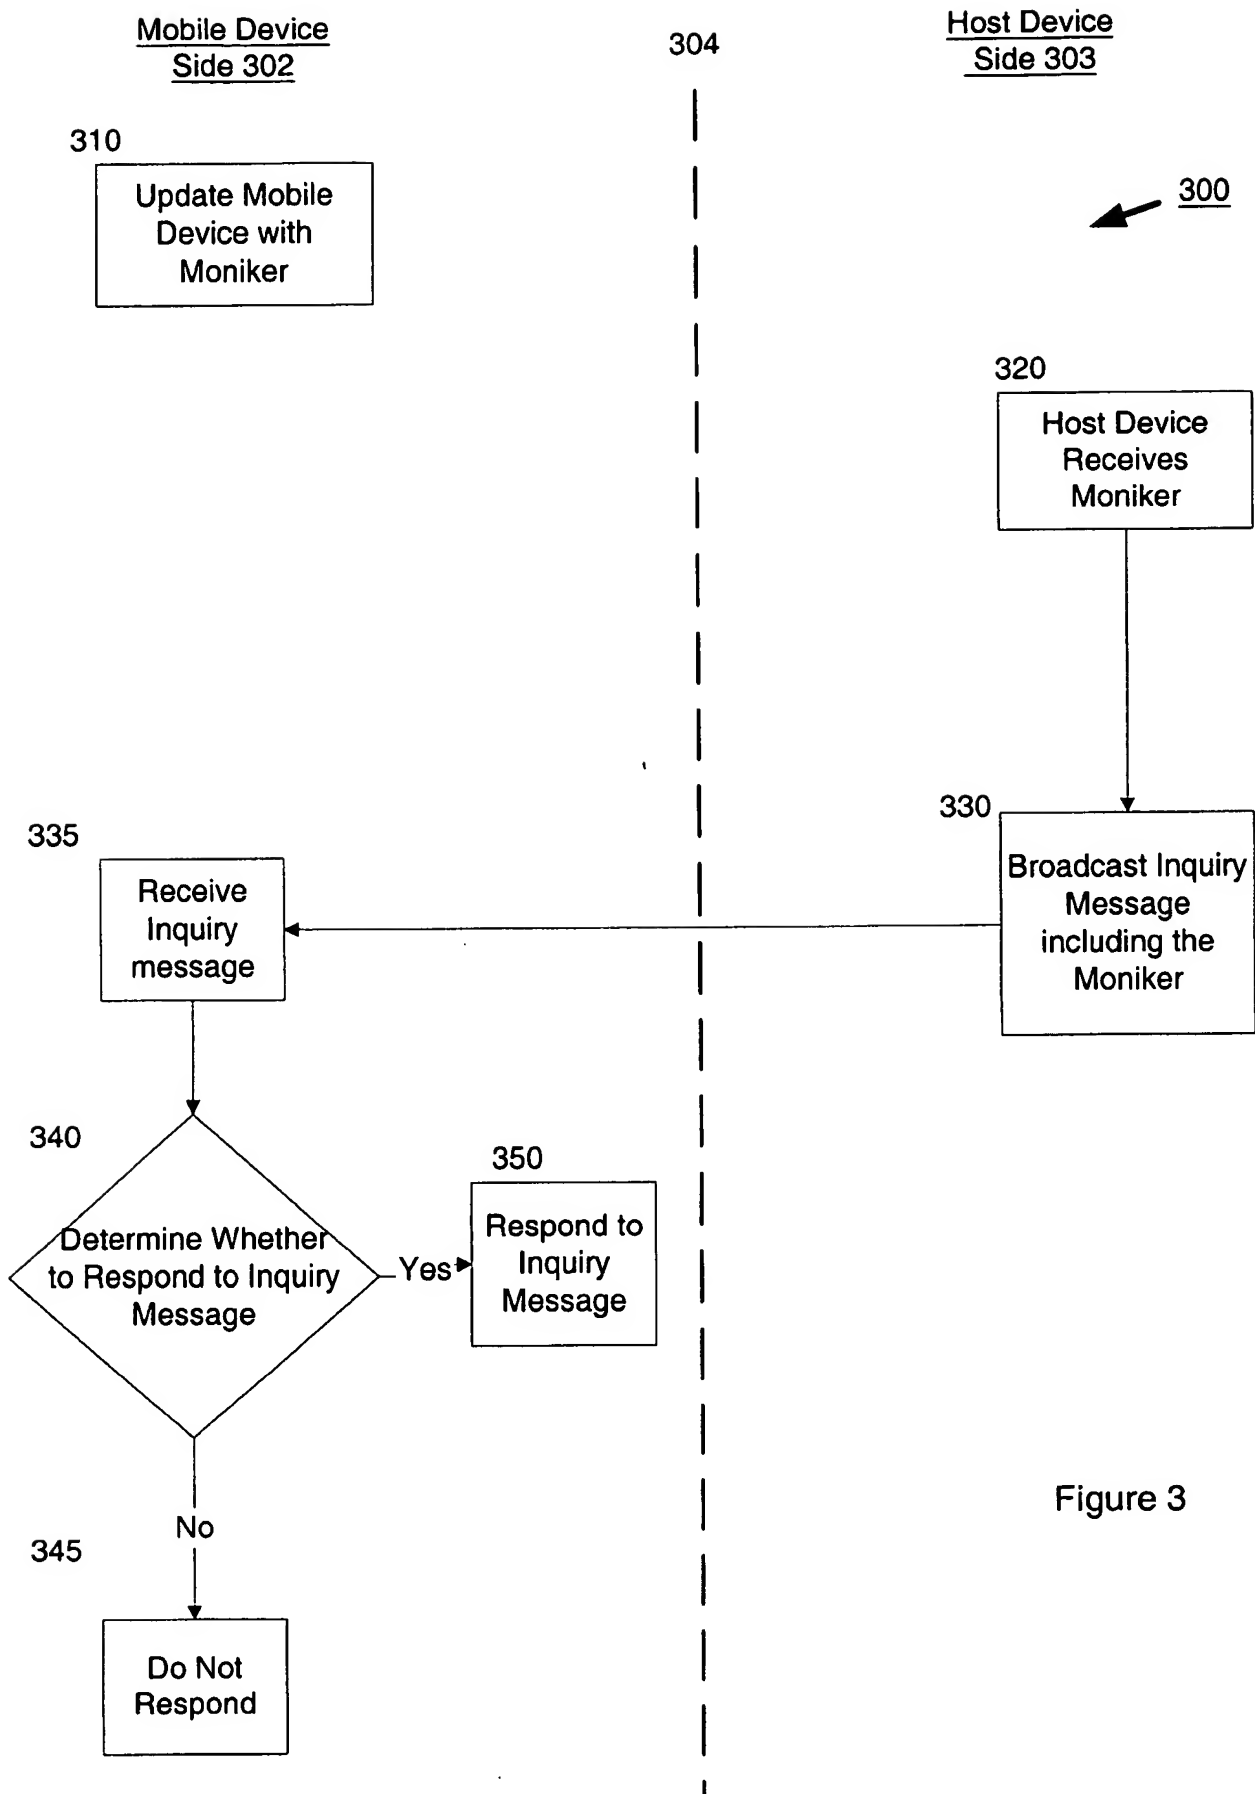 Mobile Device
Side 302
304
Host Device
Side 303
310
Update Mobile
Device with
Moniker
300
320
Host Device
Receives
Moniker
330
Broadcast Inquiry
Message
including the
Moniker
335
Receive
Inquiry
message
340
Determine Whether
to Respond to Inquiry
Message
Yes
350
Respond to
Inquiry
Message
No
345
Do Not
Respond
Figure 3